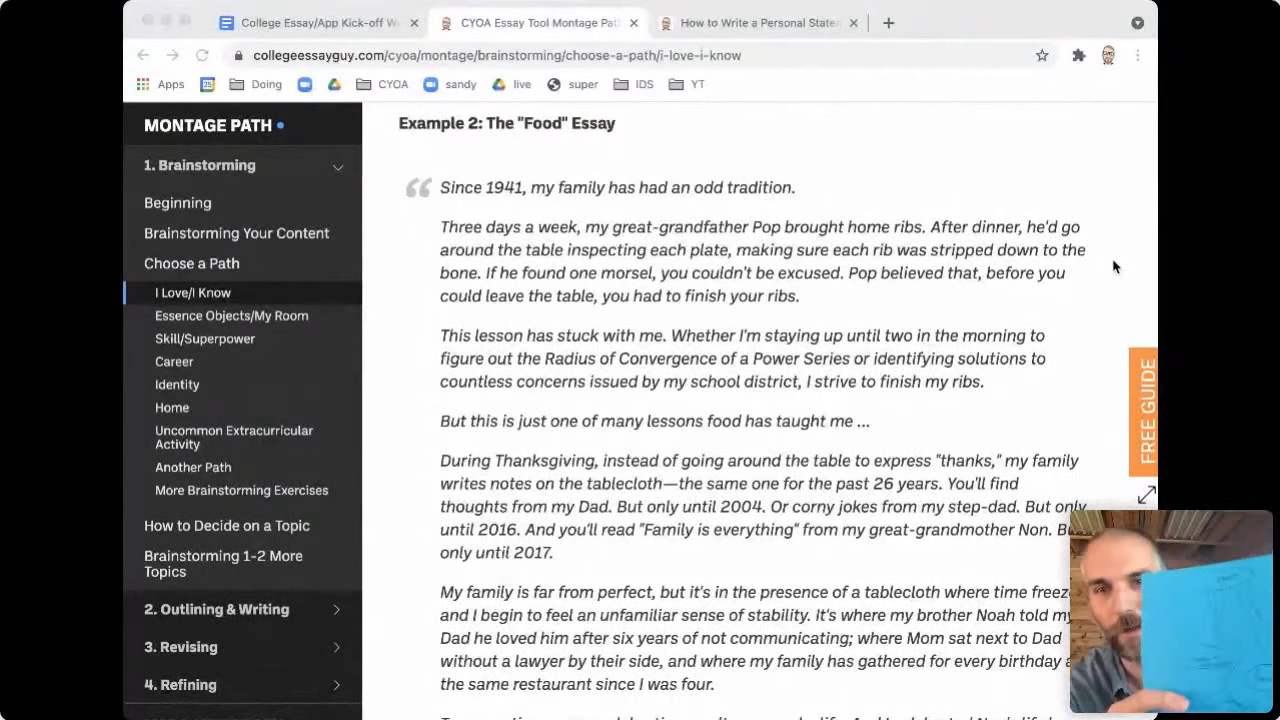 College Essay/App Kick-off W
CYOA Essay Tool Montage Pat
How to Write a Personal State
collegeessayguy.com/cyoa/montage/brainstorming/choose-a-path/i-love-i-know
Apps
Doing
CYOA
sandy
live
super
IDS
YT
MONTAGE PATH
1. Brainstorming
Beginning
Brainstorming Your Content
Choose a Path
I Love/I Know
Essence Objects/My Room
Skill/Superpower
Career
Identity
Home
Uncommon Extracurricular
Activity
Another Path
More Brainstorming Exercises
How to Decide on a Topic
Brainstorming 1-2 More
Topics
2. Outlining & Writing
3. Revising
4. Refining
Example 2: The "Food" Essay
Since 1941, my family has had an odd tradition.
Three days a week, my great-grandfather Pop brought home ribs. After dinner, he'd go
around the table inspecting each plate, making sure each rib was stripped down to the
bone. If he found one morsel, you couldn't be excused. Pop believed that, before you
could leave the table, you had to finish your ribs.
This lesson has stuck with me. Whether I'm staying up until two in the morning to
figure out the Radius of Convergence of a Power Series or identifying solutions to
countless concerns issued by my school district, I strive to finish my ribs.
But this is just one of many lessons food has taught me ...
During Thanksgiving, instead of going around the table to express "thanks," my family
writes notes on the tablecloth—the same one for the past 26 years. You'll find
thoughts from my Dad. But only until 2004. Or corny jokes from my step-dad. But only
until 2016. And you'll read "Family is everything" from my great-grandmother Non. Bu
only until 2017.
My family is far from perfect, but it's in the presence of a tablecloth where time freeze
and I begin to feel an unfamiliar sense of stability. It's where my brother Noah told my
Dad he loved him after six years of not communicating; where Mom sat next to Dad
without a lawyer by their side, and where my family has gathered for every birthday a
the same restaurant since I was four.
FREE GUIDE